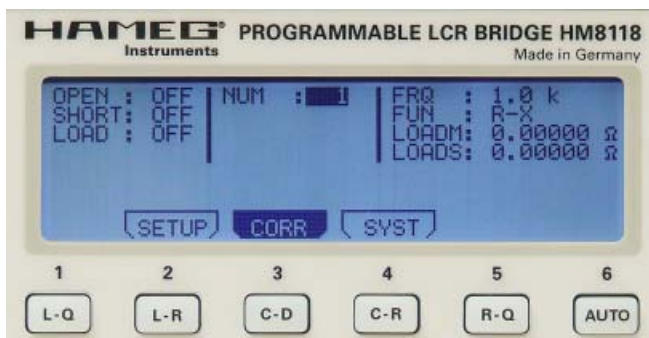 HAMEG® PROGRAMMABLE LCR BRIDGE HM8118
Instruments
Made in Germany
OPEN : OFF
SHORT: OFF
LOAD : OFF
NUM : 1
FRQ : 1.0 k
FUN : R-X
LOADM: 0.00000 Ω
LOADS: 0.00000 Ω
SETUP CORR SYST
1 2 3 4 5 6
L-Q L-R C-D C-R R-Q AUTO